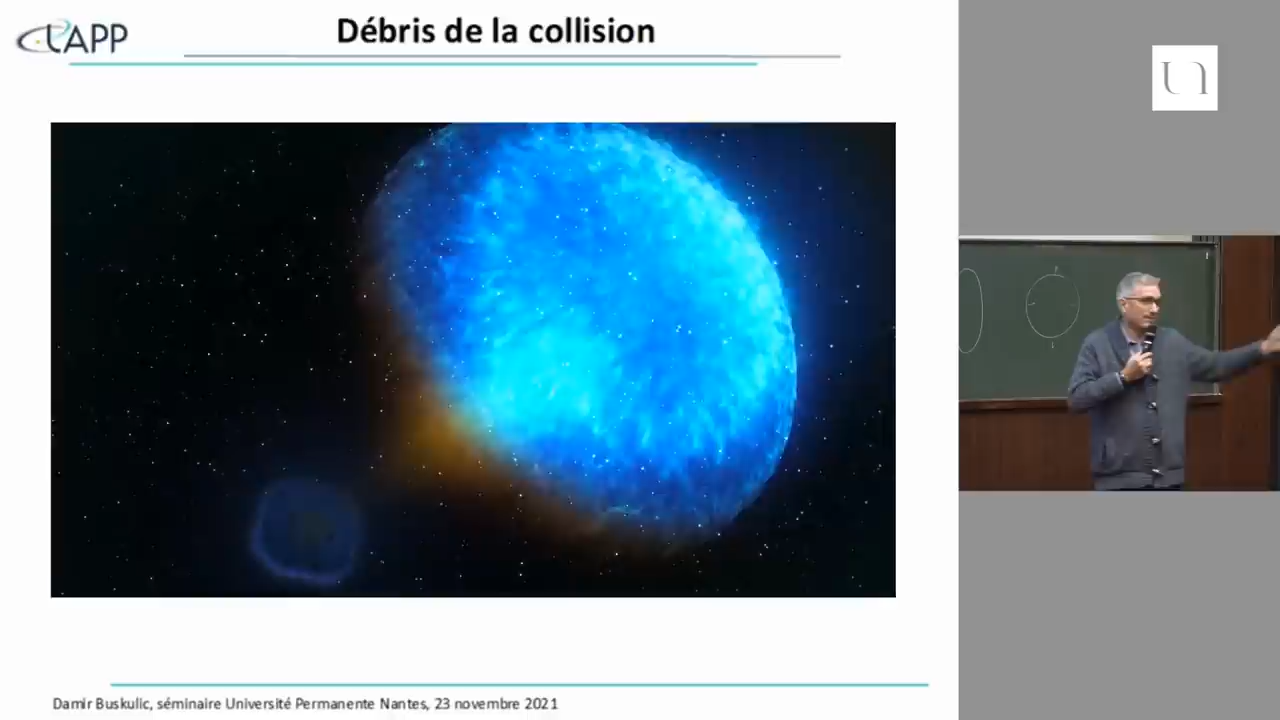 LAPP
Débris de la collision
Damir Buskulic, séminaire Université Permanente Nantes, 23 novembre 2021